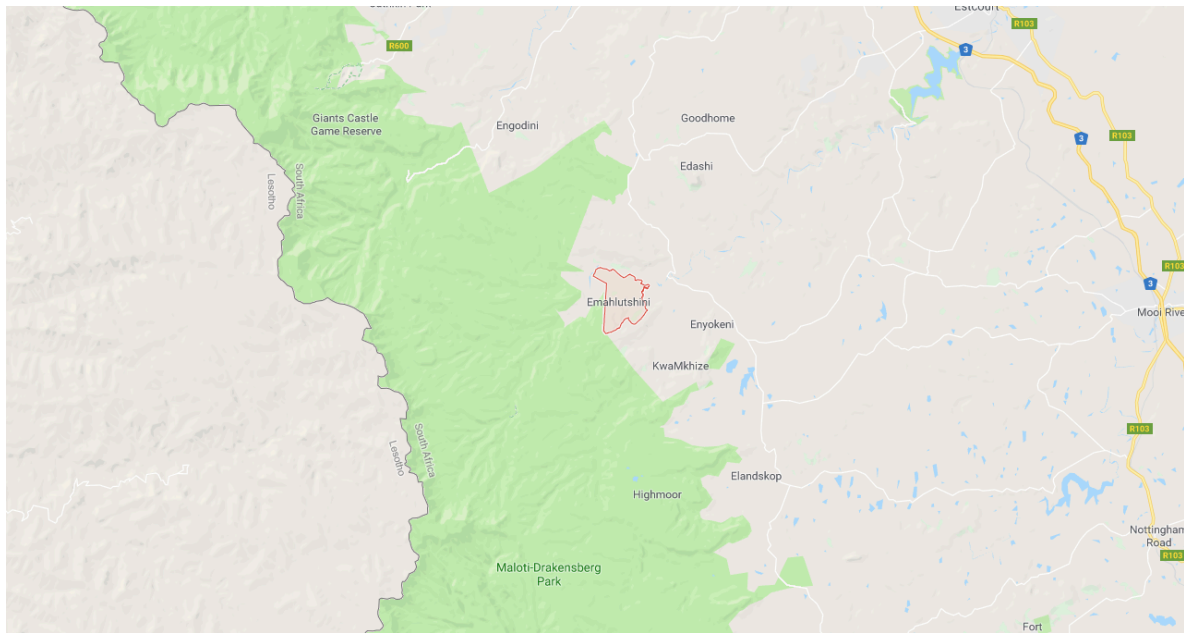 Estcourt
R103
3
R600
Giants Castle
Game Reserve
Engodini
Goodhome
R103
3
Edashi
South Africa
Lesotho
R103
3
Emahlutshini
Mooi River
Enyokeni
KwaMkhize
South Africa
Lesotho
R103
Elandskop
Highmoor
Nottingham
Road
R103
Maloti-Drakensberg
Park
Fort